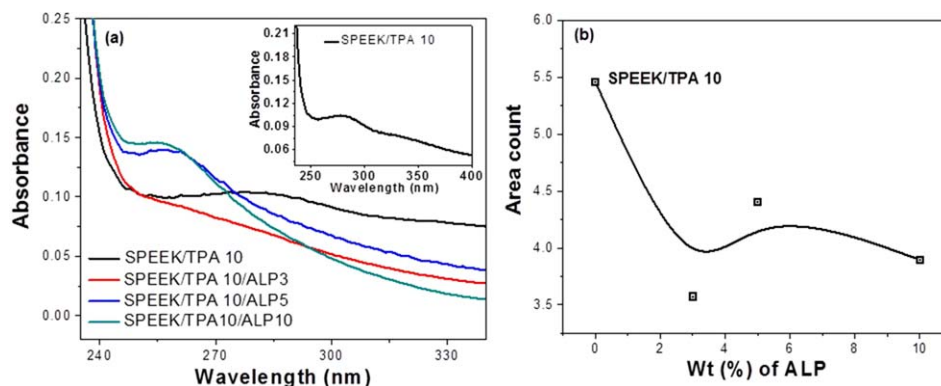 (a)
0.25
0.20
0.15
0.10
0.05
0.00
Absorbance
240
270
300
330
Wavelength (nm)
SPEEK/TPA 10
SPEEK/TPA 10/ALP3
SPEEK/TPA 10/ALP5
SPEEK/TPA10/ALP10
SPEEK/TPA 10
0.21
0.18
0.15
0.12
0.09
0.06
Absorbance
250
300
350
400
Wavelength (nm)
(b)
6.0
5.5
5.0
4.5
4.0
3.5
Area count
SPEEK/TPA 10
0
2
4
6
8
10
Wt (%) of ALP